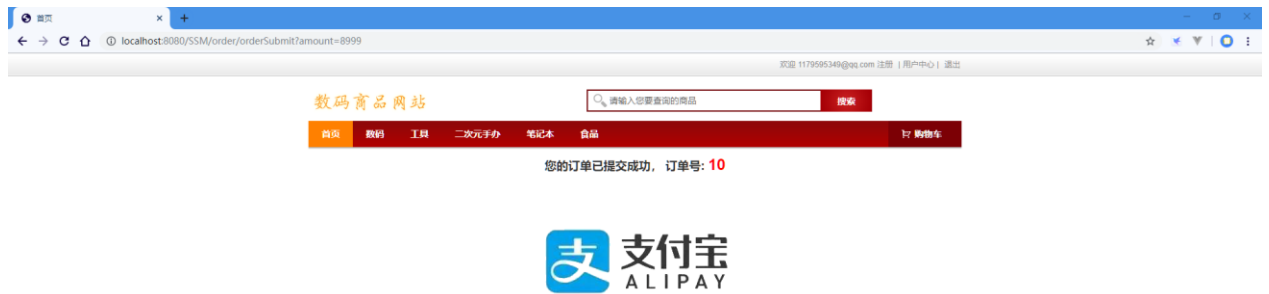 首页
localhost:8080/SSM/order/orderSubmit?amount=8999
欢迎 1179595349@qq.com 注册 | 用户中心 | 退出
数码商品网站
请输入您要查询的商品 搜索
首页 数码 工具 二次元手办 笔记本 食品 购物车
您的订单已提交成功， 订单号: 10
支 支付宝
ALIPAY